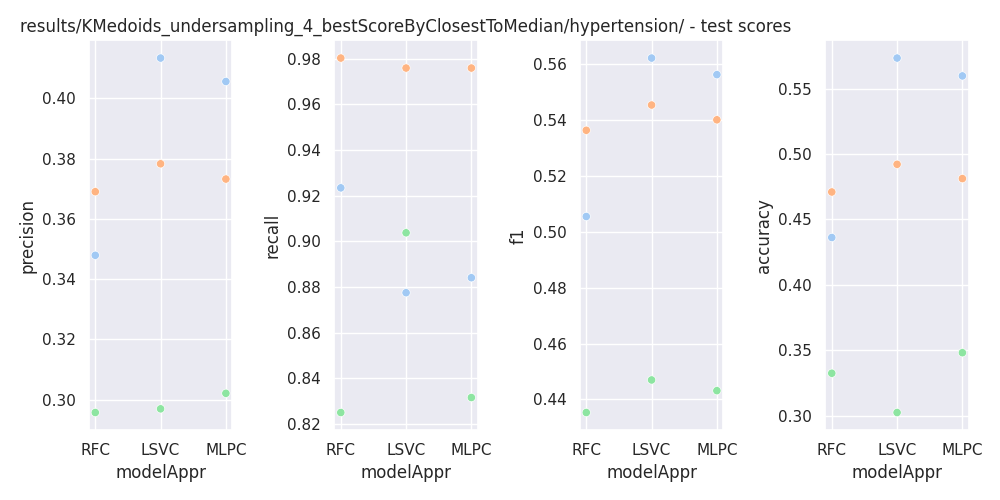 results/KMedoids_undersampling_4_bestScoreByClosestToMedian/hypertension/ - test scores
precision
0.40
0.38
0.36
0.34
0.32
0.30
RFC LSVC MLPC
modelAppr
recall
0.98
0.96
0.94
0.92
0.90
0.88
0.86
0.84
0.82
RFC LSVC MLPC
modelAppr
f1
0.56
0.54
0.52
0.50
0.48
0.46
0.44
RFC LSVC MLPC
modelAppr
accuracy
0.55
0.50
0.45
0.40
0.35
0.30
RFC LSVC MLPC
modelAppr